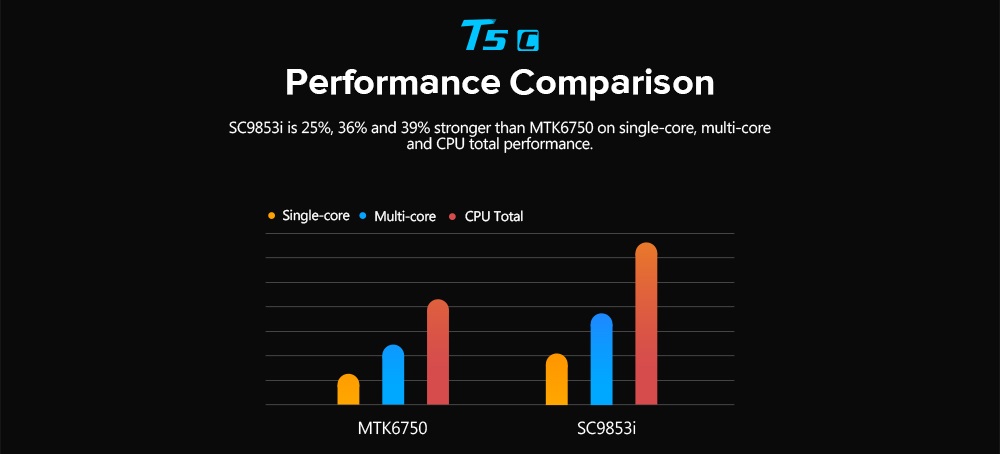 T5 C
Performance Comparison
SC9853i is 25%, 36% and 39% stronger than MTK6750 on single-core, multi-core
and CPU total performance.
Single-core Multi-core CPU Total
MTK6750 SC9853i